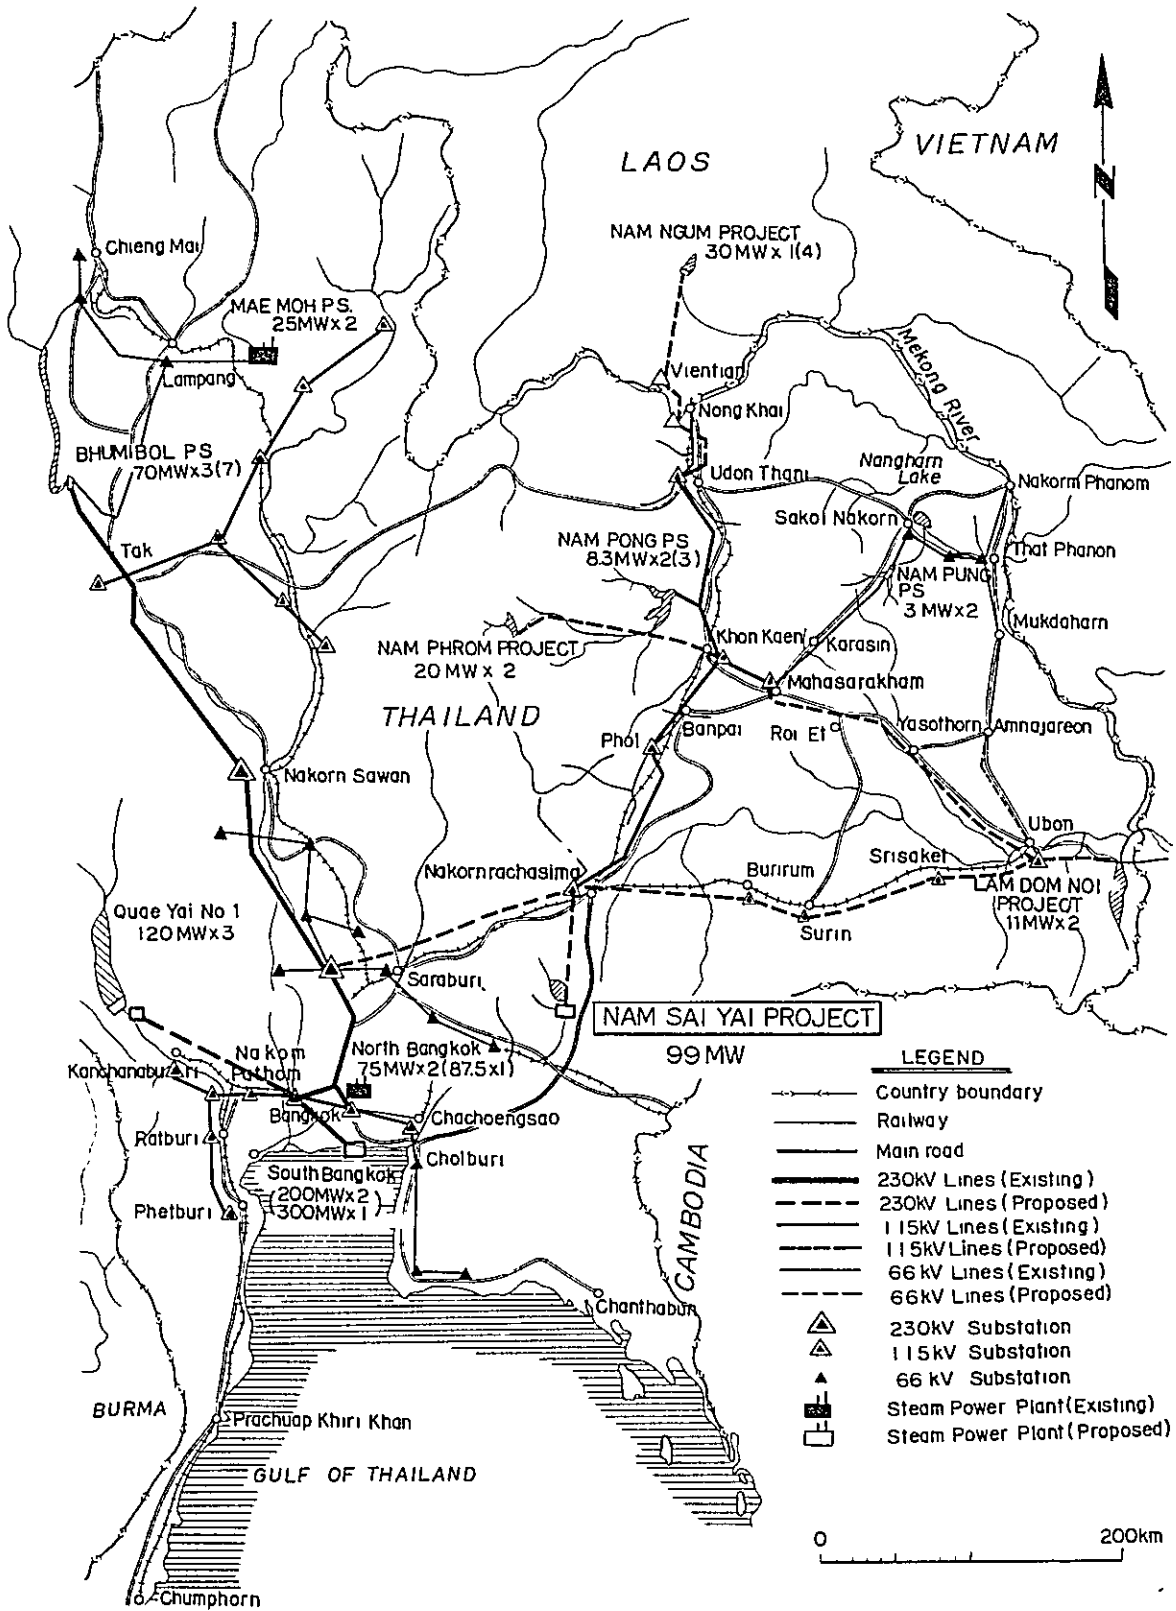 VIETNAM
LAOS
NAM NGUM PROJECT
30MW x 1(4)
Chieng Mai
MAE MOH P S.
25MW x 2
Lampang
Mekong River
Vientian
Nong Khai
BHUMIBOL P S
70MW x 3(7)
Udon Thani
Nangharn
Lake
Nakorm Phanom
Sakol Nakorn
Tak
NAM PONG PS
8.3MW x 2(3)
That Phanon
NAM PUNG
PS
3 MW x 2
Mukdaharn
NAM PHROM PROJECT
20 MW x 2
Khon Kaen
Karasin
Mahasarakham
THAILAND
Banpai
Roi Et
Yasothorn
Amnajareon
Phol
Nakorn Sawan
Ubon
Nakornrachasima
Burirum
Srisaket
LAM DOM NOI
PROJECT
11MW x 2
Surin
Quae Yai No 1
120MW x 3
Saraburi
NAM SAI YAI PROJECT
99 MW
Nakorn
Pathom
North Bangkok
75MW x 2(87.5 x 1)
Kanchanaburi
Bangkok
Chachoengsao
Ratburi
Cholburi
South Bangkok
(200MW x 2
300MW x 1)
Phetburi
CAMBODIA
Chanthabun
BURMA
Prachuap Khiri Khan
GULF OF THAILAND
Chumphorn
N
LEGEND
Country boundary
Railway
Main road
230kV Lines (Existing)
230kV Lines (Proposed)
115kV Lines (Existing)
115kV Lines (Proposed)
66 kV Lines (Existing)
66kV Lines (Proposed)
230kV Substation
115kV Substation
66 kV Substation
Steam Power Plant (Existing)
Steam Power Plant (Proposed)
0 200km